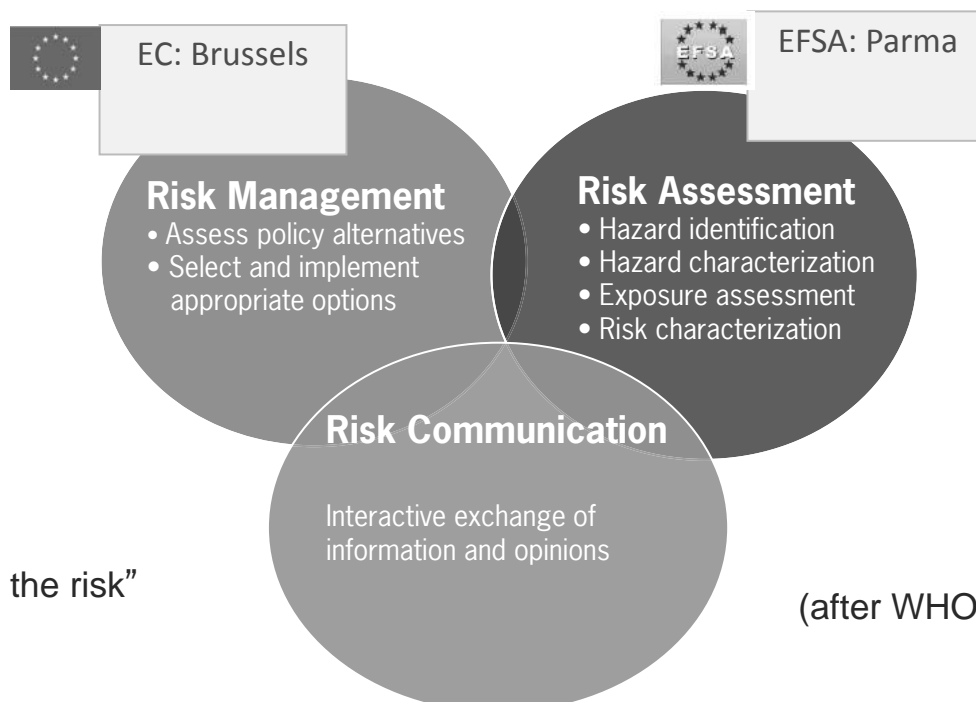 EC: Brussels
EFSA
EFSA: Parma
Risk Management
• Assess policy alternatives
• Select and implement
appropriate options
Risk Assessment
• Hazard identification
• Hazard characterization
• Exposure assessment
• Risk characterization
Risk Communication
Interactive exchange of
information and opinions
the risk”
(after WHO